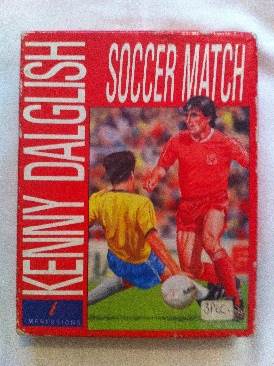 KENNY DALGLISH
SOCCER MATCH
i
IMPRESSIONS
SPEC